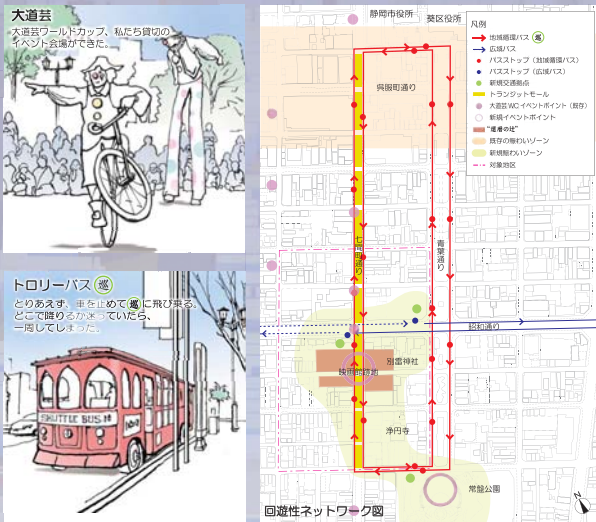 大道芸
大道芸ワールドカップ、私たち貸切の
イベント会場ができた。
トロリーバス 巡
とりあえず、車を止めて巡に飛び乗る。
どこで降りるか迷っていたら、
一周してしまった。
SHUTTLE BUS
静岡市役所
葵区役所
呉服町通り
七間町通り
青葉通り
昭和通り
別雷神社
映画館跡地
浄円寺
常盤公園
回遊性ネットワーク図
N
凡例
地域循環バス 巡
広域バス
バスストップ（地域循環バス）
バスストップ（広域バス）
新規交通拠点
トランジットモール
大道芸WCイベントポイント（既存）
新規イベントポイント
既存の賑わいゾーン
新規賑わいゾーン
対象地区